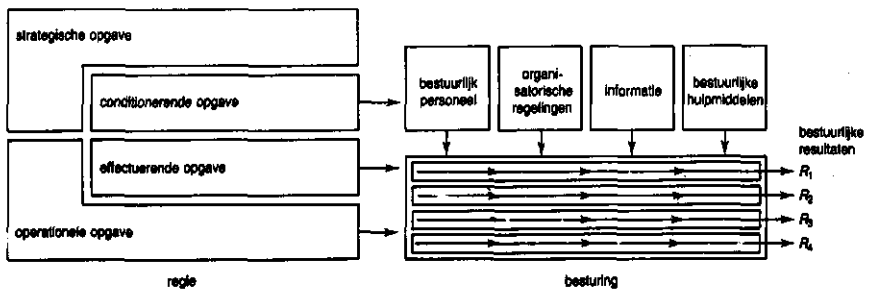 strategische opgave
conditionerende opgave
effectuerende opgave
operationele opgave
regie
bestuurlijk
personeel
organi-
satorische
regelingen
informatie
bestuurlijke
hulpmiddelen
bestuurlijke
resultaten
R1
R2
R3
R4
besturing